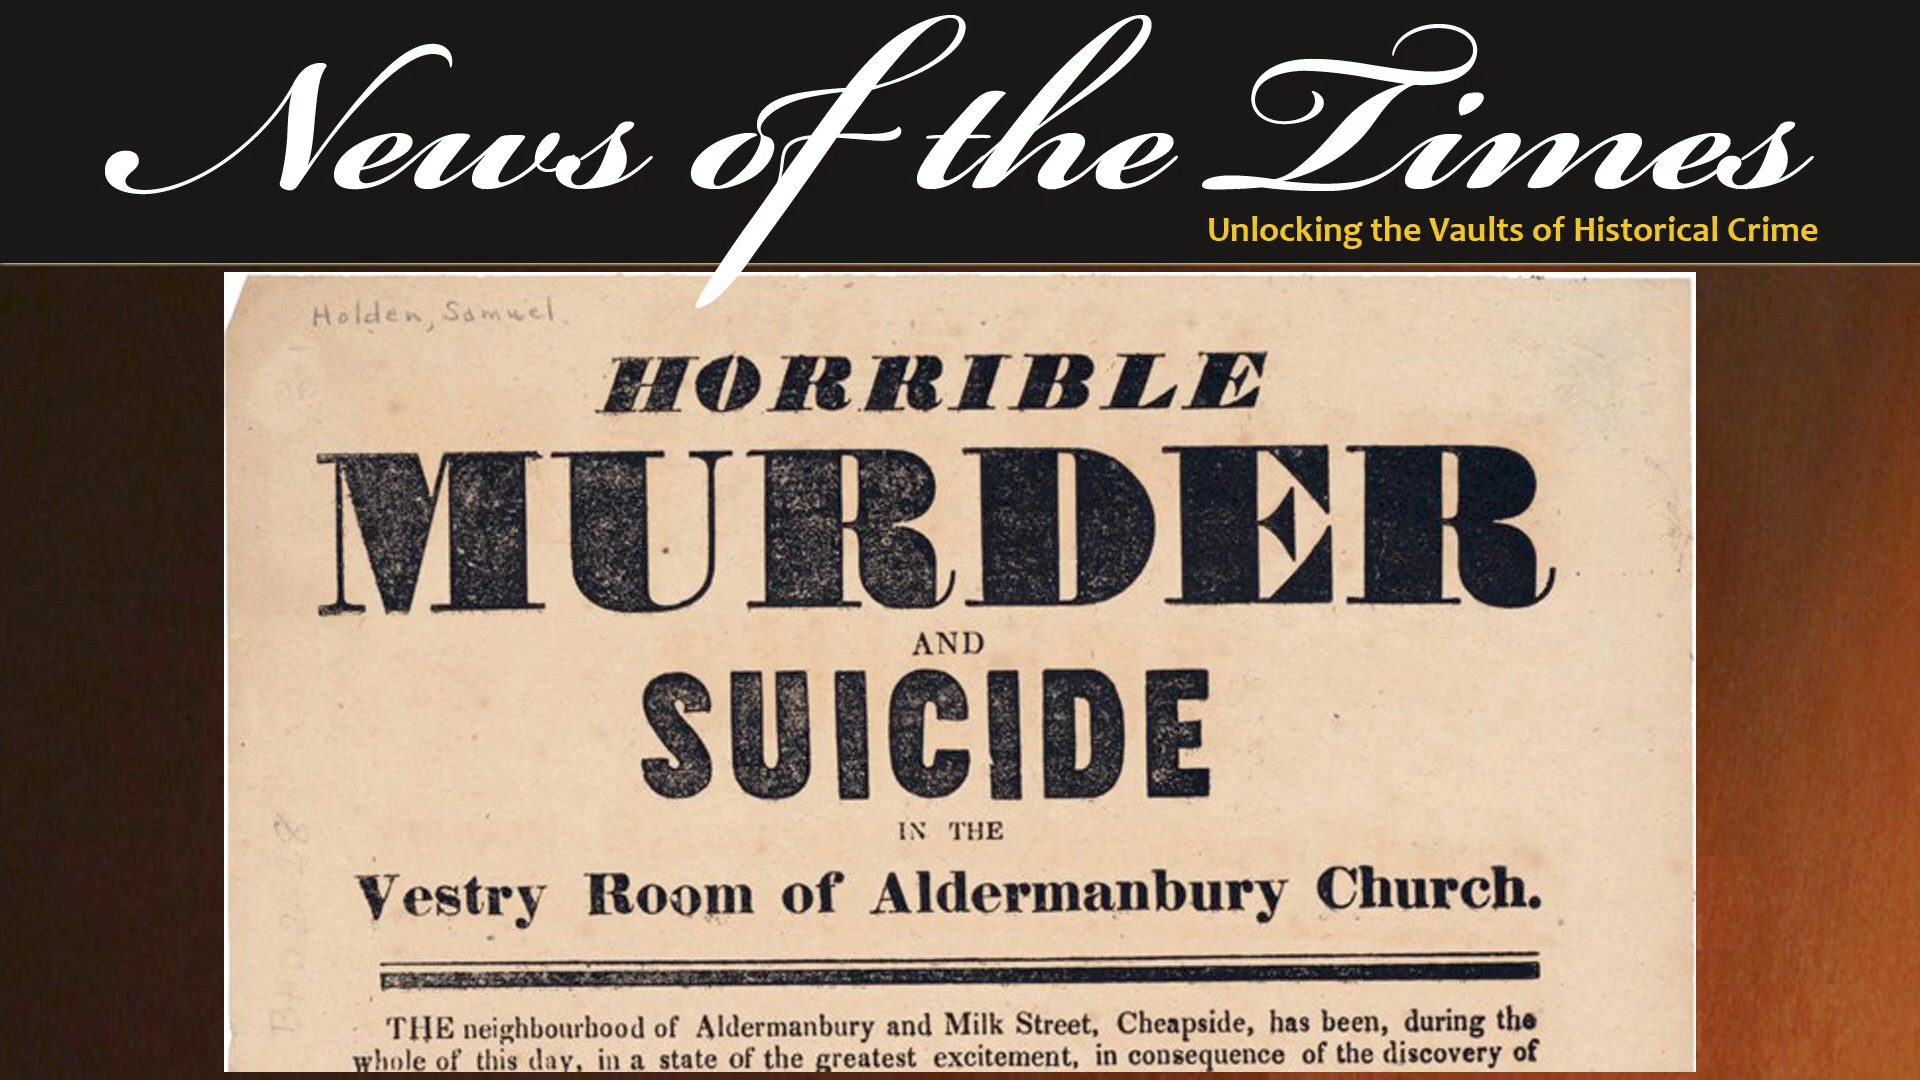 News of the Times
Unlocking the Vaults of Historical Crime
Holden, Samuel.
HORRIBLE
MURDER
AND
SUICIDE
IN THE
Vestry Room of Aldermanbury Church.
THE neighbourhood of Aldermanbury and Milk Street, Cheapside, has been, during the
whole of this day, in a state of the greatest excitement, in consequence of the discovery of